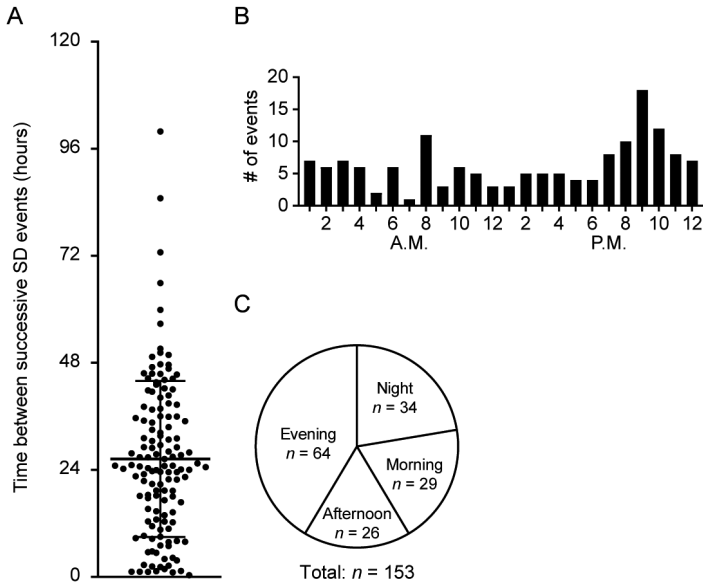 A
Time between successive SD events (hours)
120
96
72
48
24
0
B
# of events
20
15
10
5
0
2 4 6 8 10 12 2 4 6 8 10 12
A.M. P.M.
C
Night
n = 34
Morning
n = 29
Afternoon
n = 26
Evening
n = 64
Total: n = 153